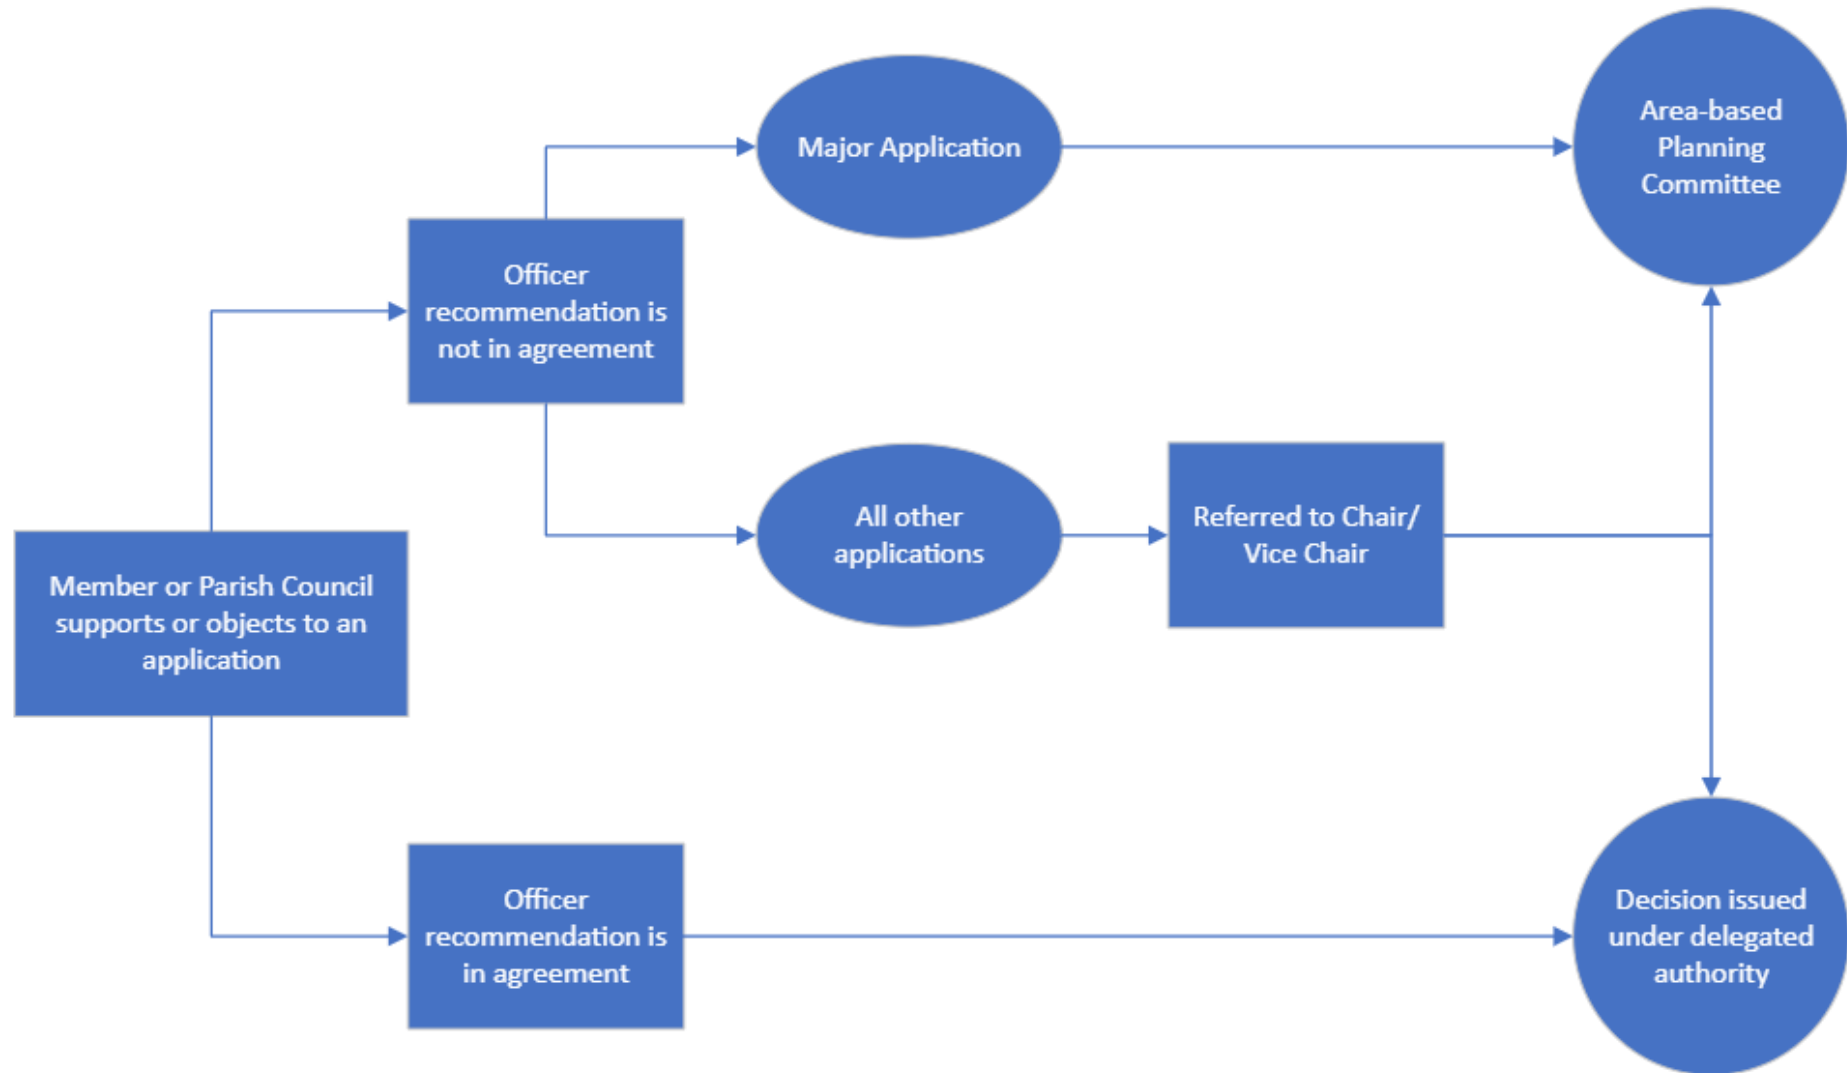 Major Application
Area-based
Planning
Committee
Officer
recommendation is
not in agreement
All other
applications
Referred to Chair/
Vice Chair
Member or Parish Council
supports or objects to an
application
Officer
recommendation is
in agreement
Decision issued
under delegated
authority